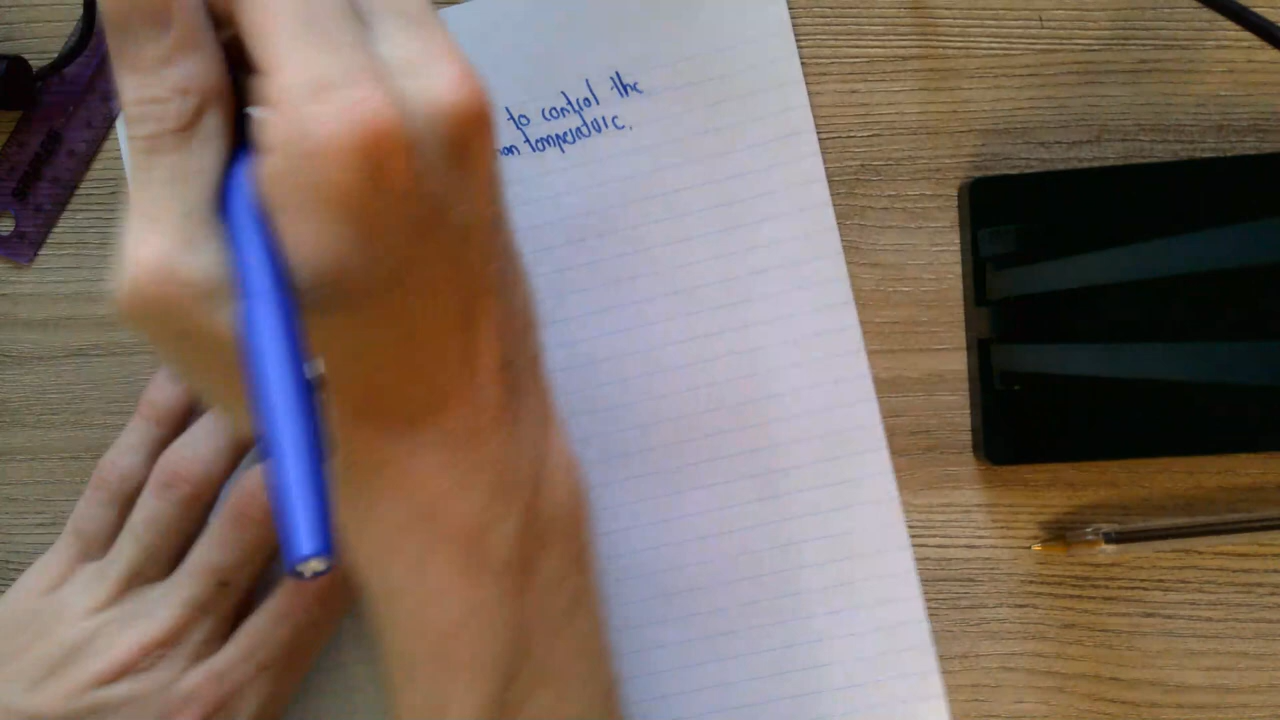 to control the
temperature.